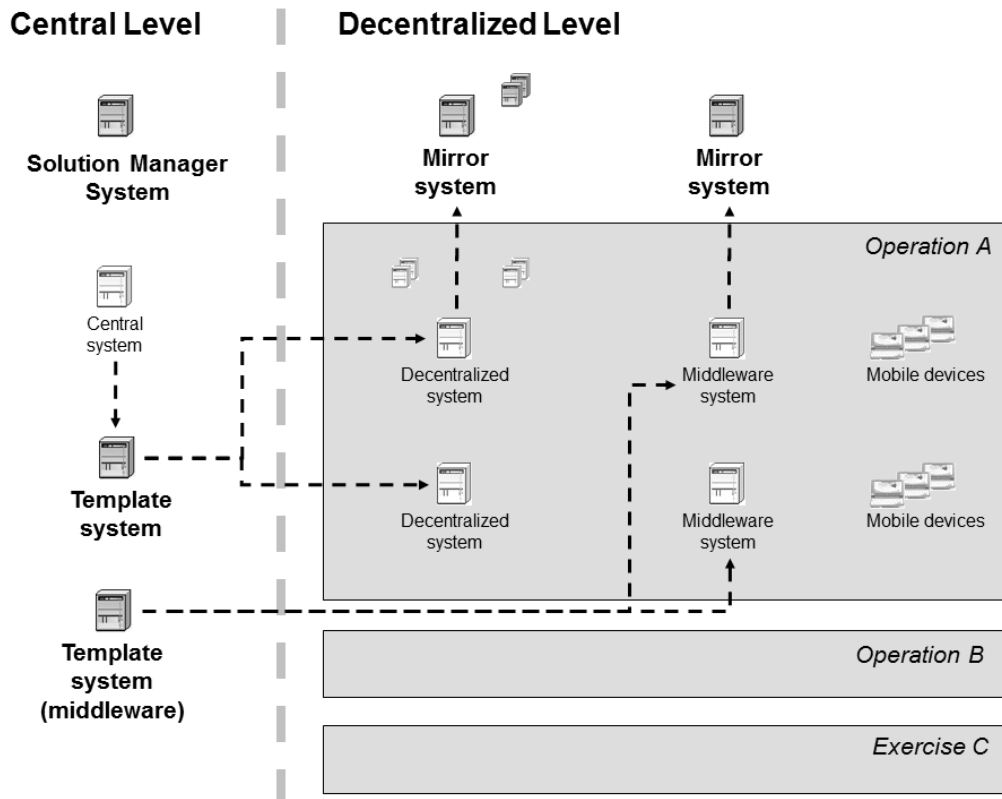 Central Level
Decentralized Level
Solution Manager
System
Mirror
system
Mirror
system
Operation A
Central
system
Decentralized
system
Middleware
system
Mobile devices
Template
system
Decentralized
system
Middleware
system
Mobile devices
Template
system
(middleware)
Operation B
Exercise C